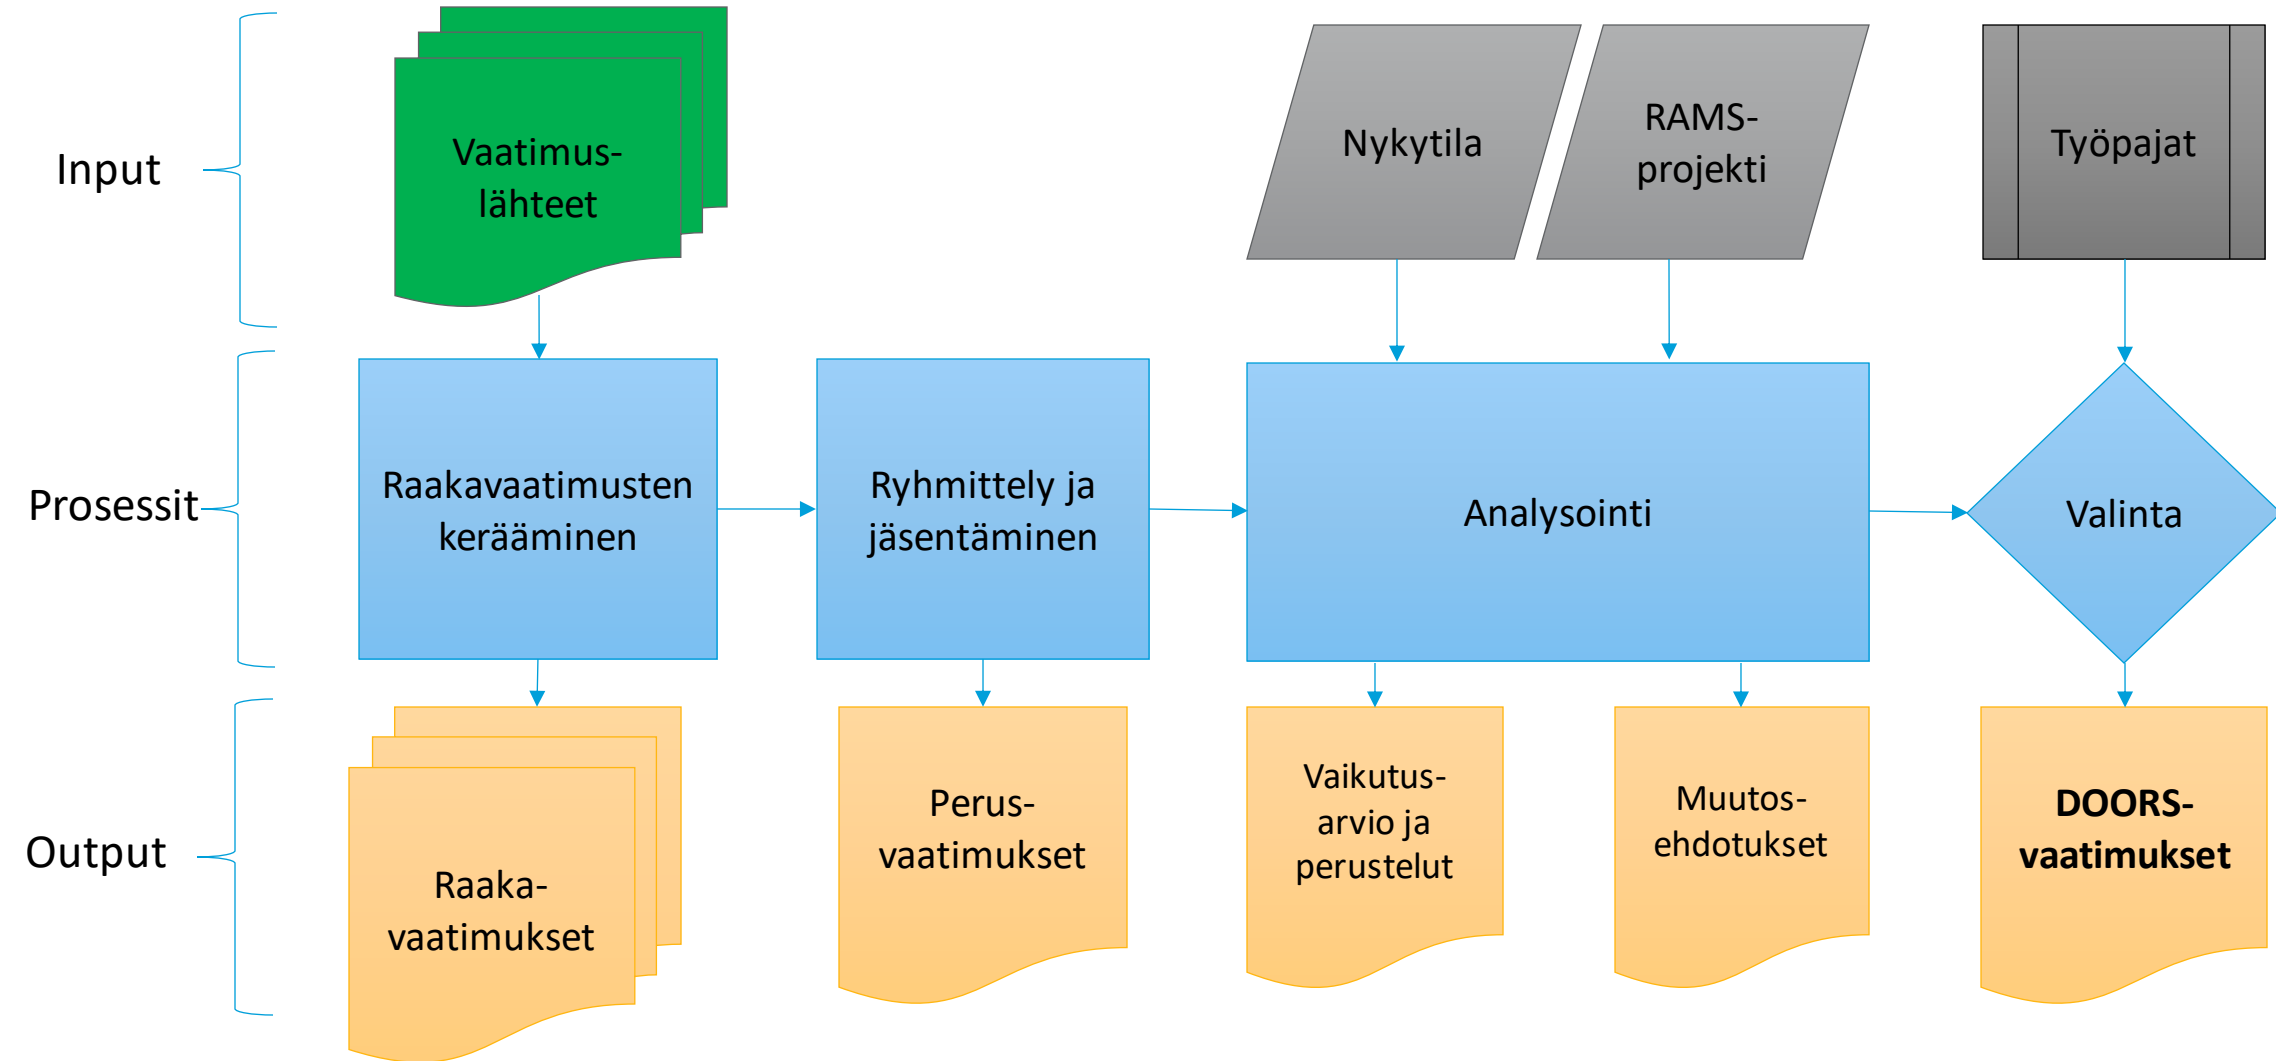 Input
Vaatimus-
lähteet
Nykytila
RAMS-
projekti
Työpajat
Prosessit
Raakavaatimusten
kerääminen
Ryhmittely ja
jäsentäminen
Analysointi
Valinta
Output
Raaka-
vaatimukset
Perus-
vaatimukset
Vaikutus-
arvio ja
perustelut
Muutos-
ehdotukset
DOORS-
vaatimukset